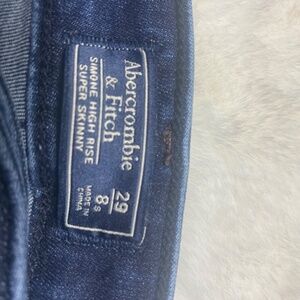 Abercrombie
& Fitch
SIMONE HIGH RISE
SUPER SKINNY
29
8 S
MADE IN
CHINA